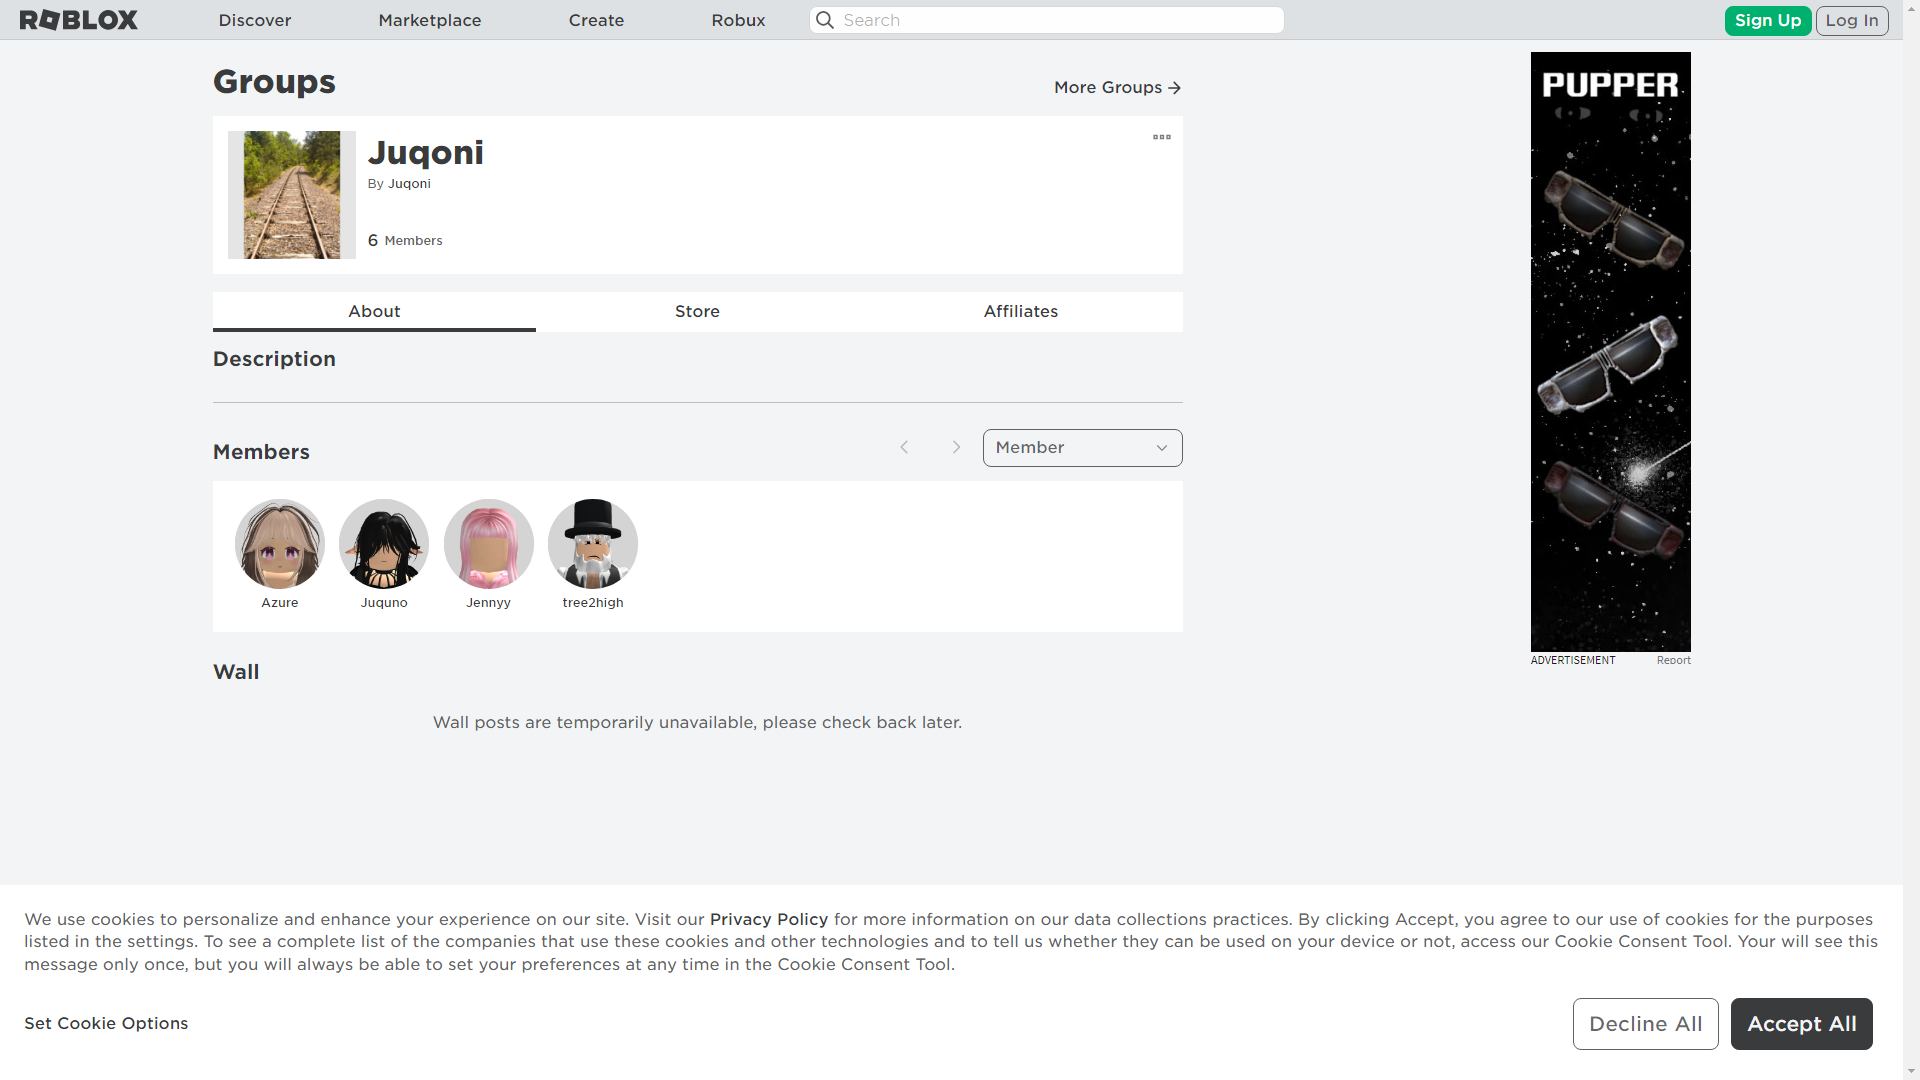 ROBLOX
Discover
Marketplace
Create
Robux
Search
Sign Up
Log In
Groups
More Groups
Juqoni
By Juqoni
6 Members
About
Store
Affiliates
Description
Members
Member
Azure
Juquno
Jennyy
tree2high
Wall
Wall posts are temporarily unavailable, please check back later.
PUPPER
ADVERTISEMENT
Report
We use cookies to personalize and enhance your experience on our site. Visit our Privacy Policy for more information on our data collections practices. By clicking Accept, you agree to our use of cookies for the purposes
listed in the settings. To see a complete list of the companies that use these cookies and other technologies and to tell us whether they can be used on your device or not, access our Cookie Consent Tool. Your will see this
message only once, but you will always be able to set your preferences at any time in the Cookie Consent Tool.
Set Cookie Options
Decline All
Accept All